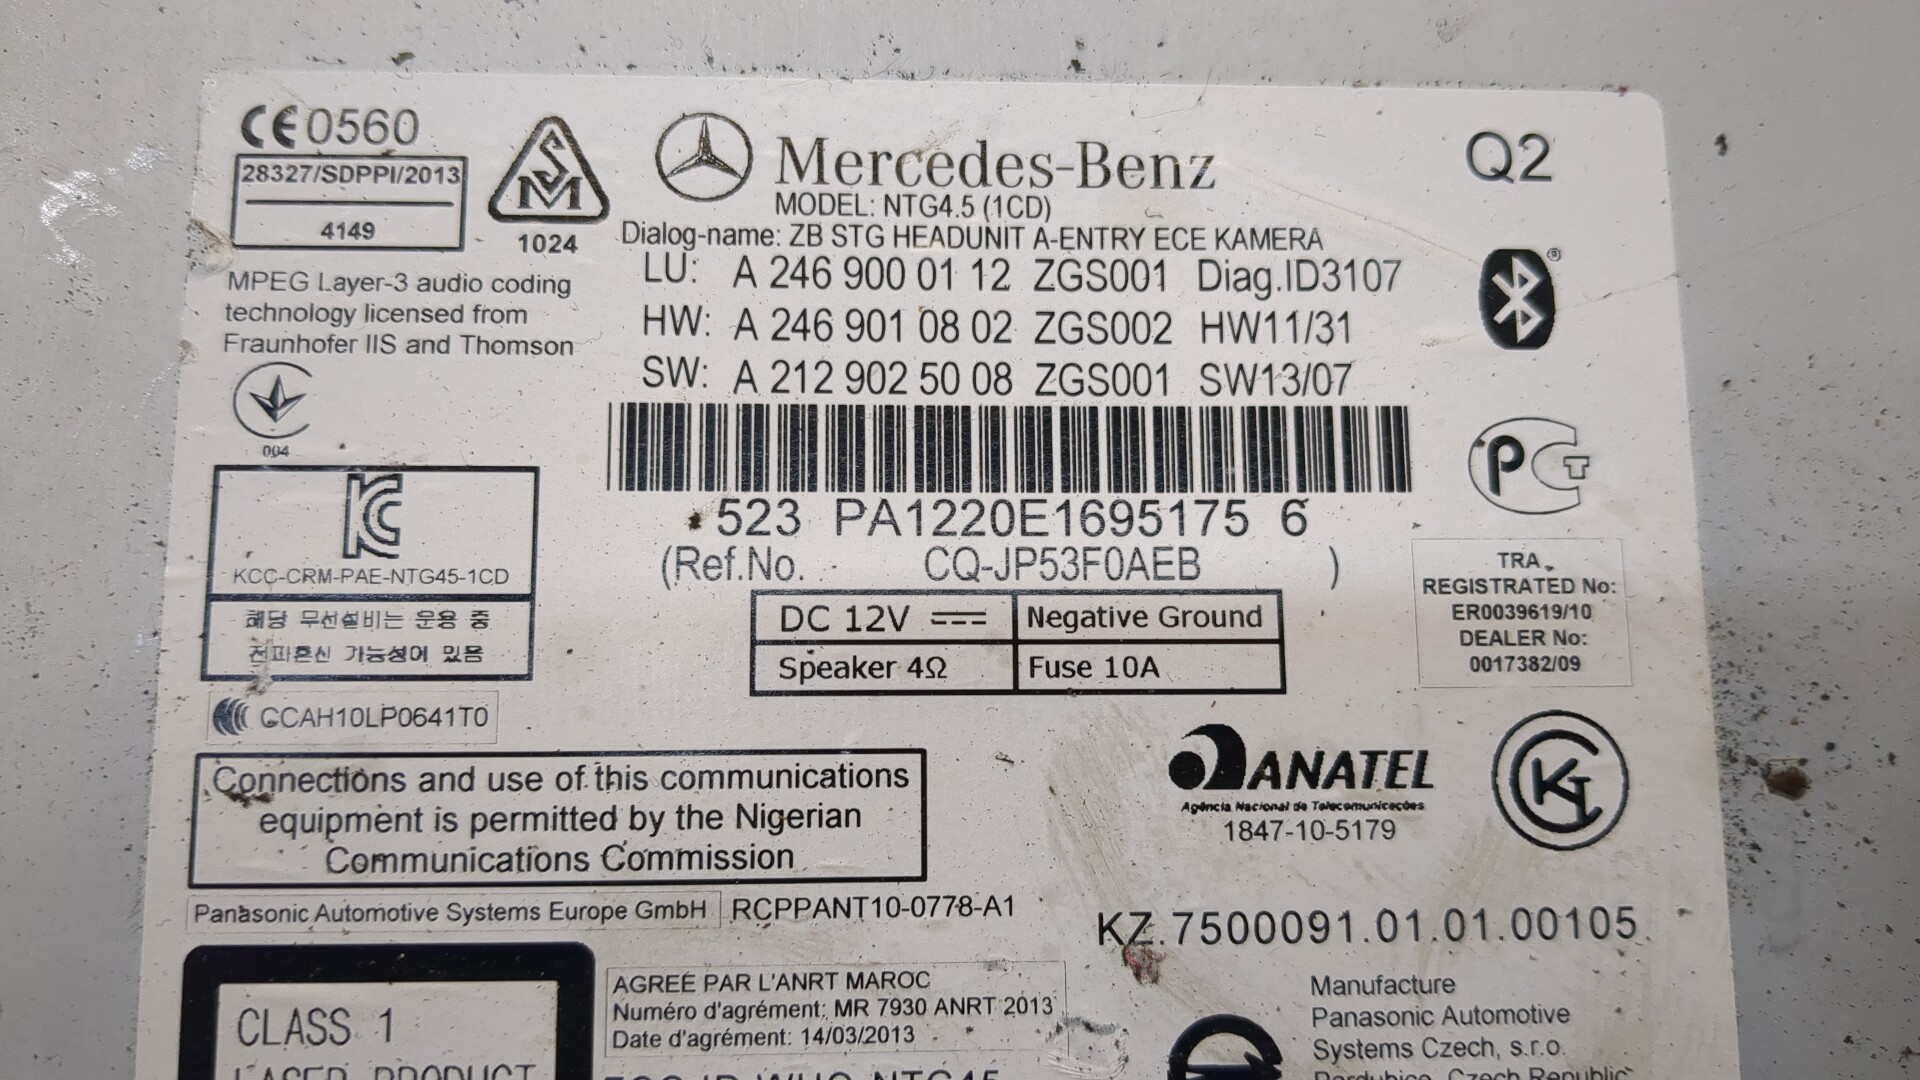 CE0560
28327/SDPPI/2013
4149
SM
1024
Mercedes-Benz
MODEL: NTG4.5 (1CD)
Q2
Dialog-name: ZB STG HEADUNIT A-ENTRY ECE KAMERA
LU: A 246 900 01 12 ZGS001 Diag.ID3107
HW: A 246 901 08 02 ZGS002 HW11/31
SW: A 212 902 50 08 ZGS001 SW13/07
MPEG Layer-3 audio coding
technology licensed from
Fraunhofer IIS and Thomson
004
523 PA1220E1695175 6
(Ref.No. CQ-JP53F0AEB )
KCC-CRM-PAE-NTG45-1CD
해당 무선설비는 운용 중
전파혼신 가능성이 있음
DC 12V Negative Ground
Speaker 4Ω Fuse 10A
TRA
REGISTRATED No:
ER0039619/10
DEALER No:
0017382/09
CCAH10LP0641T0
Connections and use of this communications
equipment is permitted by the Nigerian
Communications Commission
ANATEL
Agência Nacional de Telecomunicações
1847-10-5179
Panasonic Automotive Systems Europe GmbH
RCPPANT10-0778-A1
KZ.7500091.01.01.00105
CLASS 1
LASER PRODUCT
AGREE PAR L'ANRT MAROC
Numéro d'agrément: MR 7930 ANRT 2013
Date d'agrément: 14/03/2013
Manufacture
Panasonic Automotive
Systems Czech, s.r.o.
Pardubice, Czech Republic